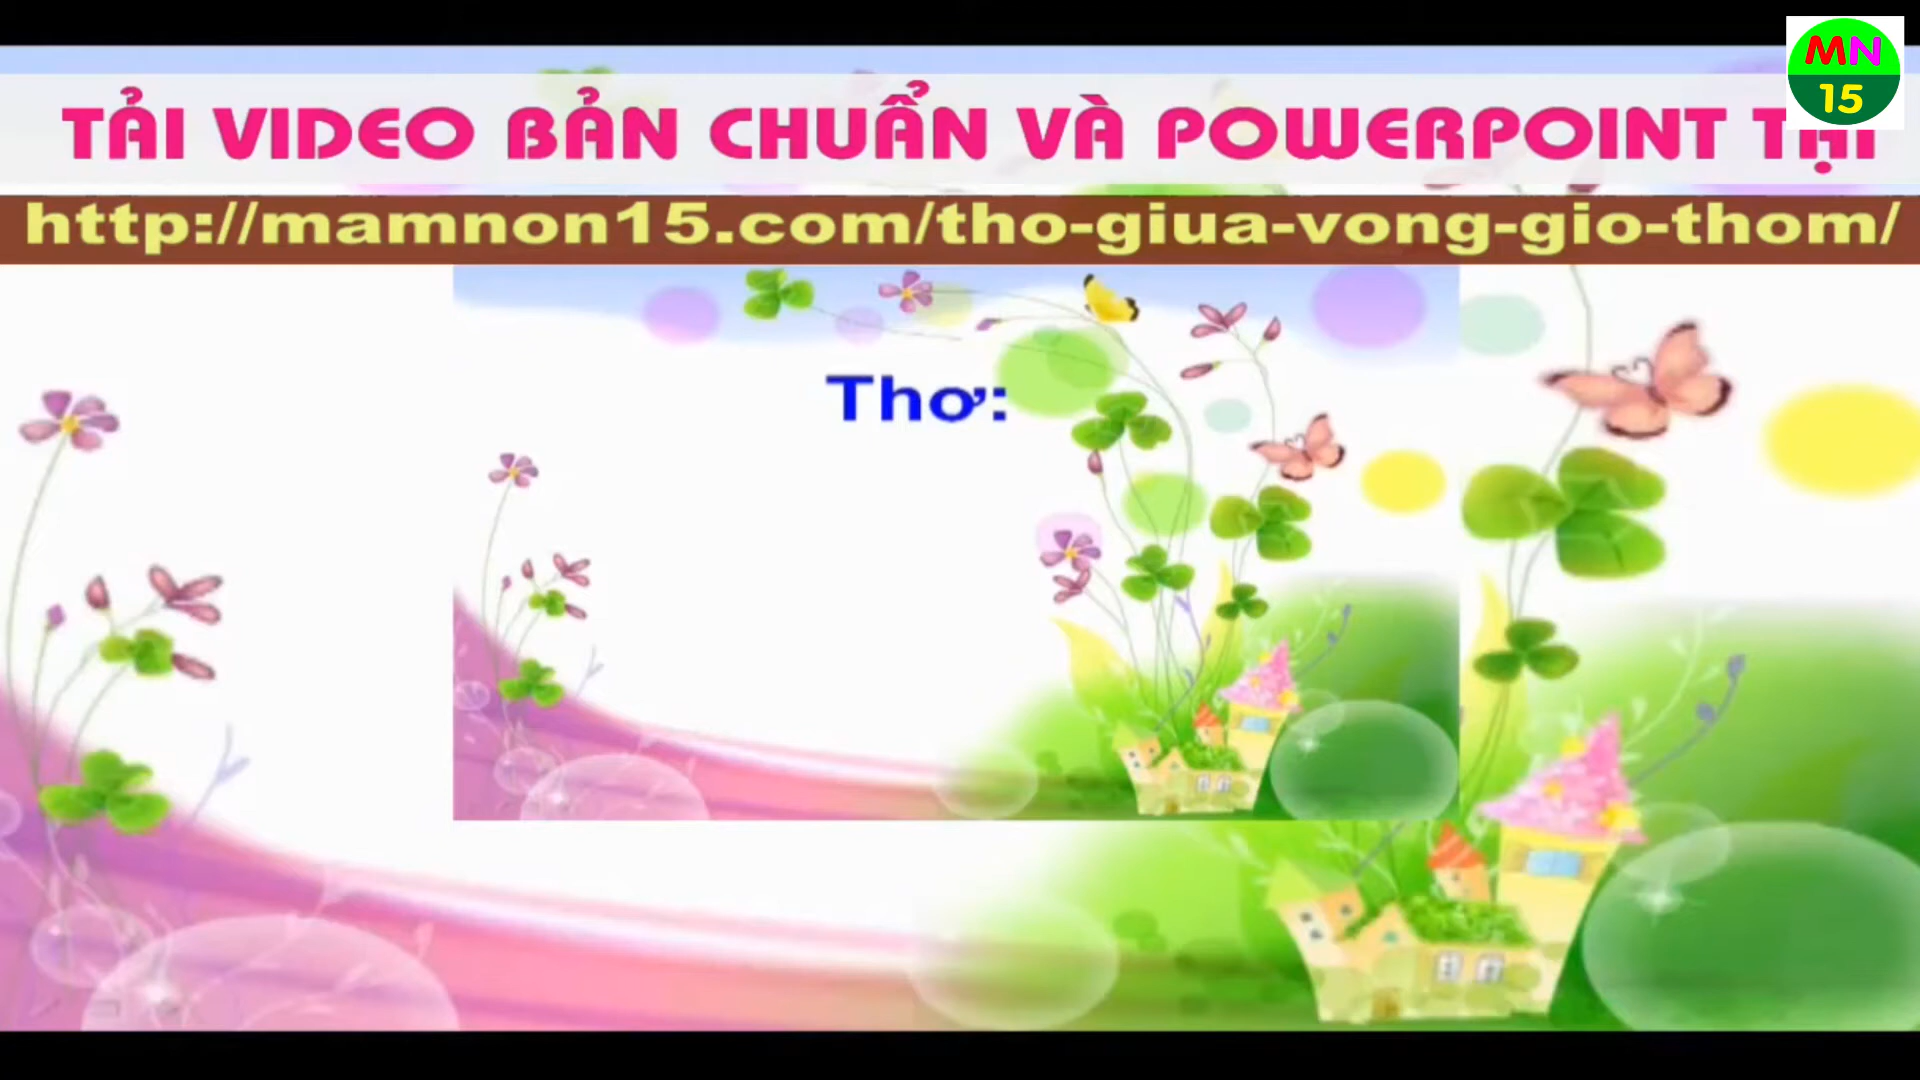 MN
15
TẢI VIDEO BẢN CHUẨN VÀ POWERPOINT TẠI
http://mamnon15.com/tho-giua-vong-gio-thom/
Thơ: